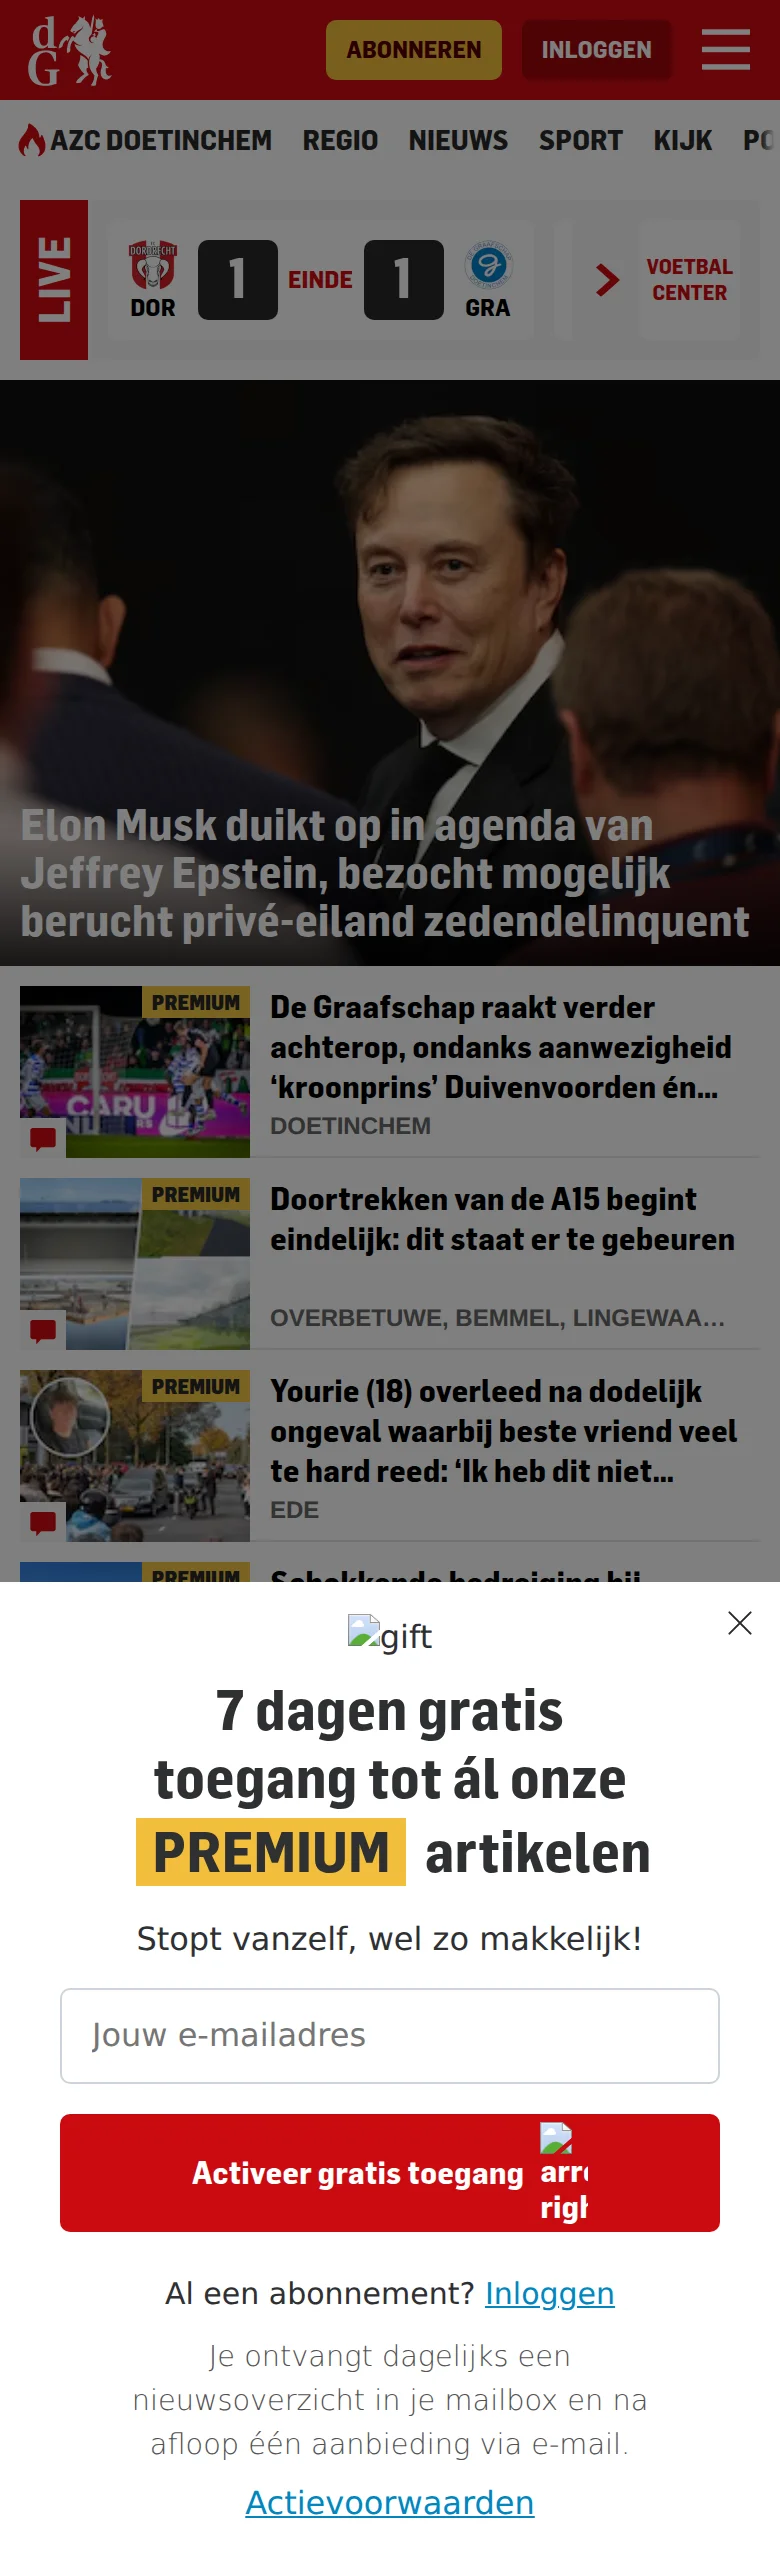 dG
ABONNEREN
INLOGGEN
AZC DOETINCHEM REGIO NIEUWS SPORT KIJK PO
LIVE
DORDRECHT
DOR
1
EINDE
1
GRA
VOETBAL
CENTER
Elon Musk duikt op in agenda van
Jeffrey Epstein, bezocht mogelijk
berucht privé-eiland zedendelinquent
PREMIUM
CARU
De Graafschap raakt verder
achterop, ondanks aanwezigheid
‘kroonprins’ Duivenvoorden én...
DOETINCHEM
PREMIUM
Doortrekken van de A15 begint
eindelijk: dit staat er te gebeuren
OVERBETUWE, BEMMEL, LINGEWAA...
PREMIUM
Yourie (18) overleed na dodelijk
ongeval waarbij beste vriend veel
te hard reed: ‘Ik heb dit niet...
EDE
PREMIUM
Schokkende bedreiging bij
gift
7 dagen gratis
toegang tot ál onze
PREMIUM artikelen
Stopt vanzelf, wel zo makkelijk!
Jouw e-mailadres
Activeer gratis toegang
arr
righ
Al een abonnement? Inloggen
Je ontvangt dagelijks een
nieuwsoverzicht in je mailbox en na
afloop één aanbieding via e-mail.
Actievoorwaarden